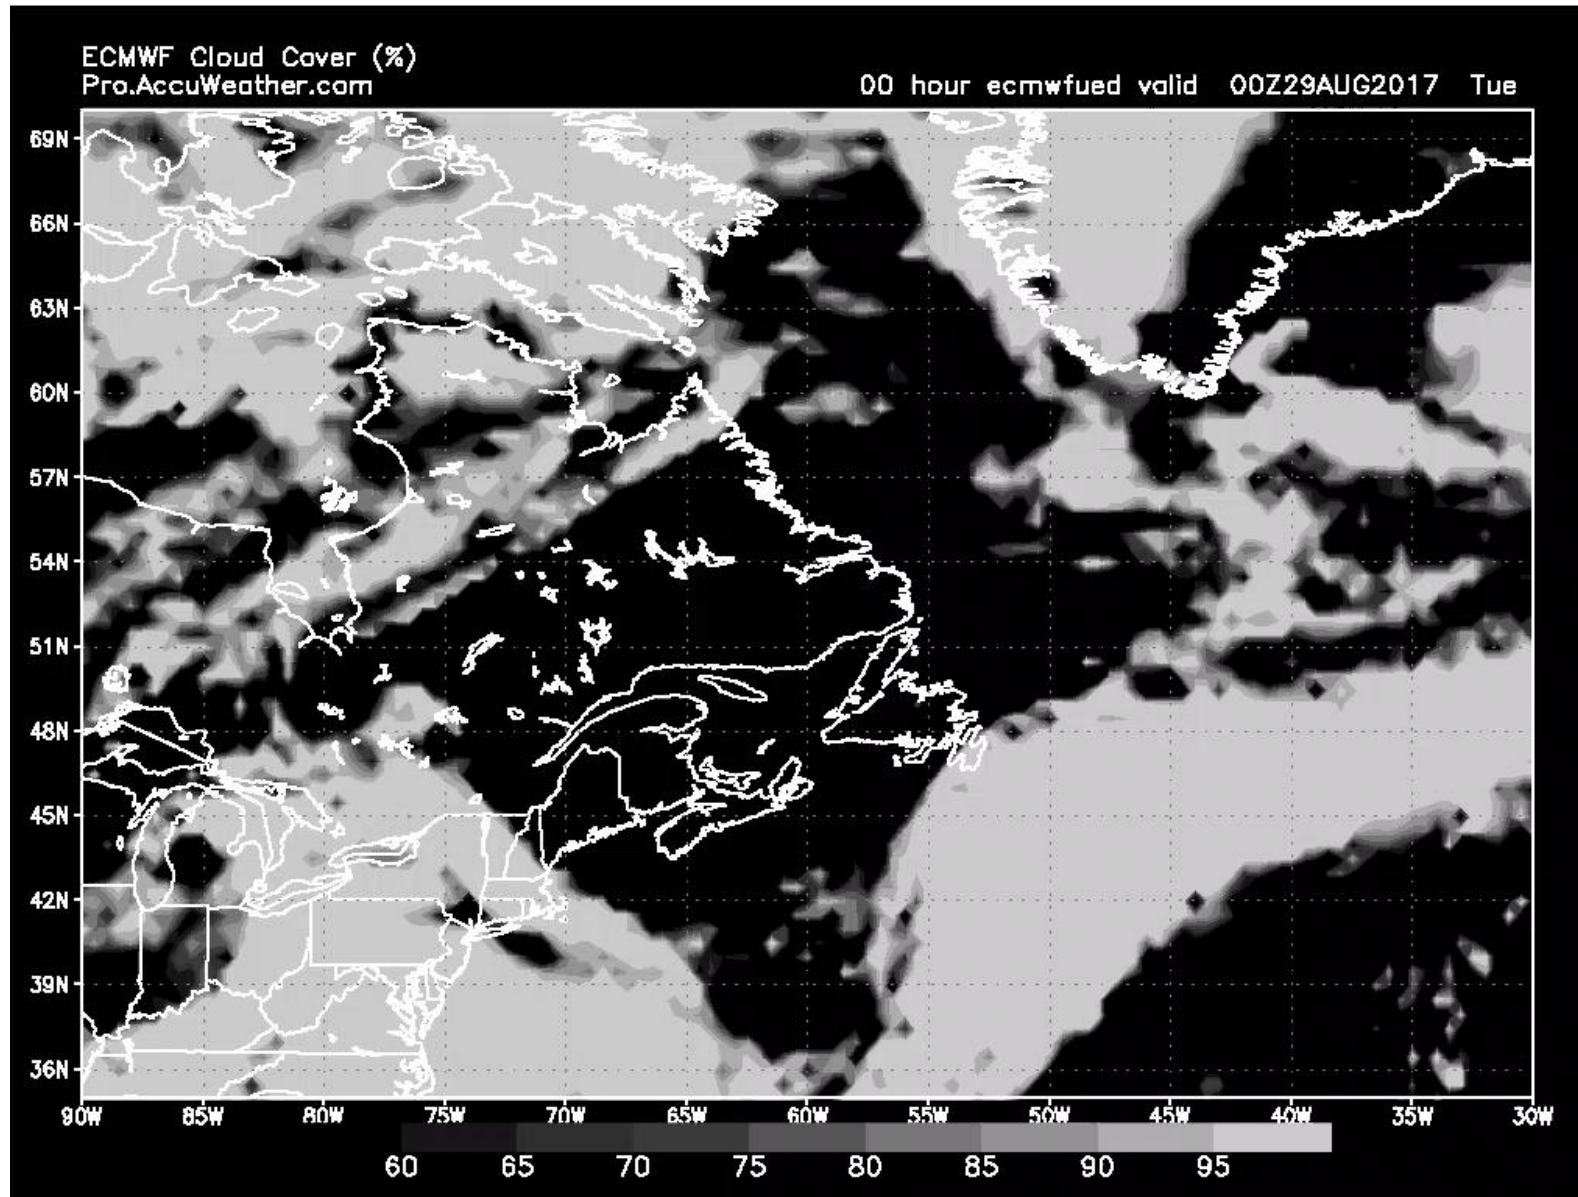 ECMWF Cloud Cover (%)
Pro.AccuWeather.com
00 hour ecmwfued valid 00Z29AUG2017 Tue
69N
66N
63N
60N
57N
54N
51N
48N
45N
42N
39N
36N
90W 85W 80W 75W 70W 65W 60W 55W 50W 45W 40W 35W 30W
60 65 70 75 80 85 90 95